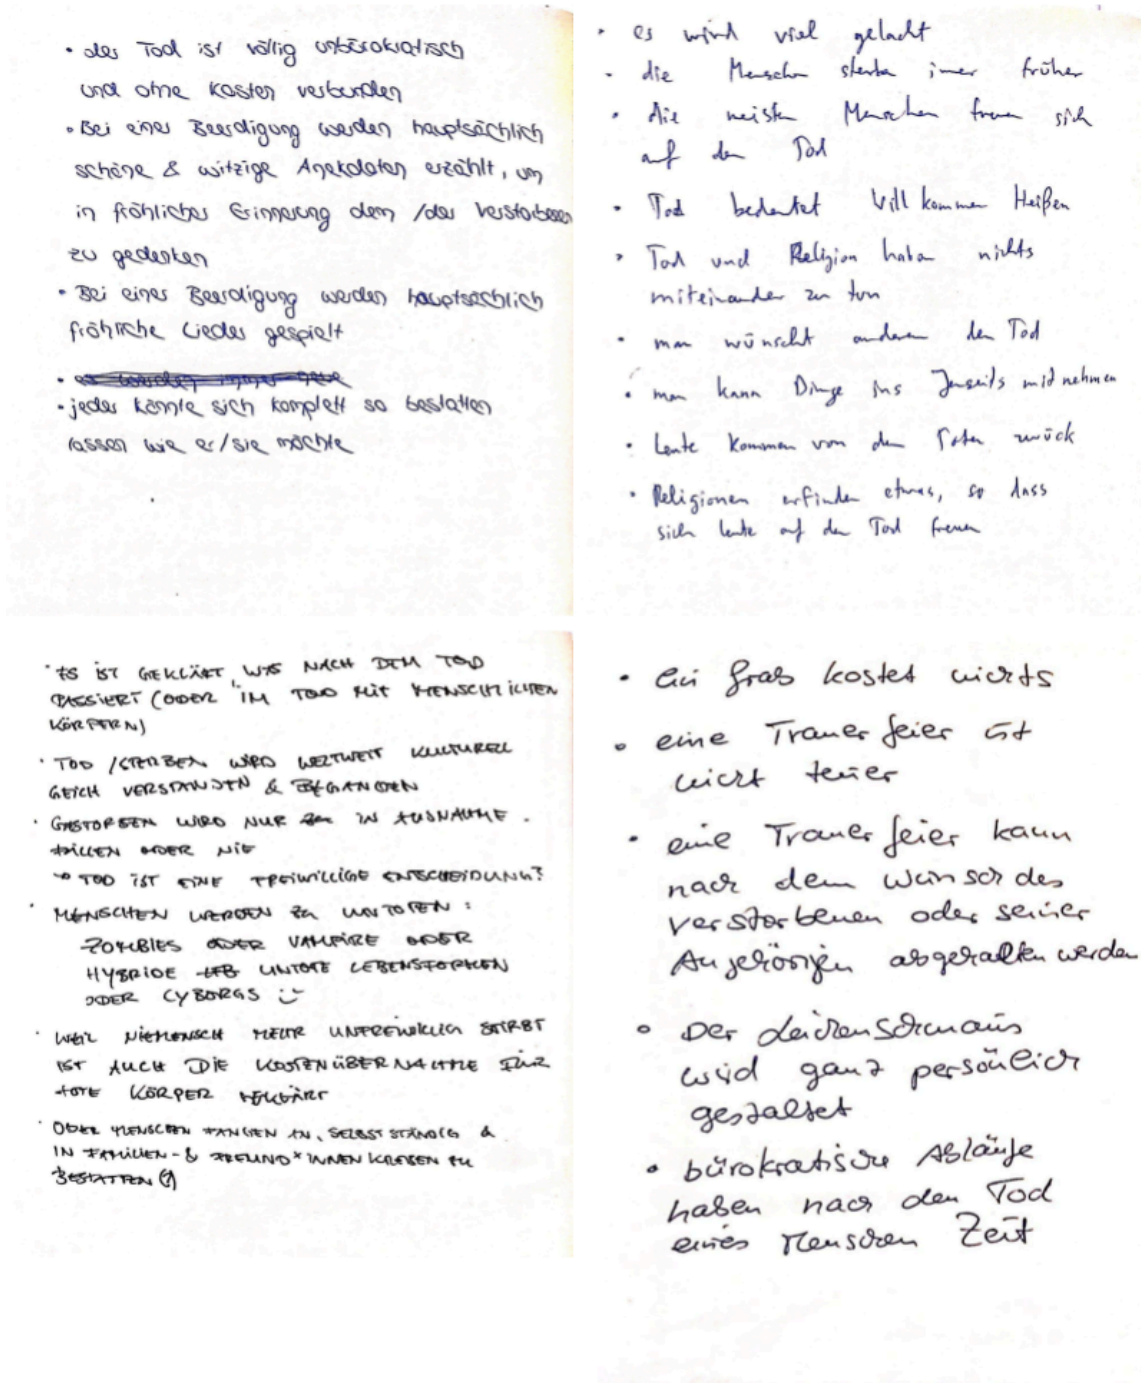 • der Tod ist völlig unbürokratisch
und ohne Kosten verbunden
• Bei einer Beerdigung werden hauptsächlich
schöne & witzige Anekdoten erzählt, um
in fröhlicher Erinnerung dem /der Verstorbenen
zu gedenken
• Bei einer Beerdigung werden hauptsächlich
fröhliche Lieder gespielt
• jeder könnte sich komplett so bestatten
lassen wie er/sie möchte
• es wird viel gelacht
• die Menschen sterben immer früher
• die meisten Menschen freuen sich
auf den Tod
• Tod bedeutet Willkommen Heißen
• Tod und Religion haben nichts
miteinander zu tun
• man wünscht anderen den Tod
• man kann Dinge ins Jenseits mitnehmen
• Leute kommen von den Toten zurück
• Religionen erfinden etwas, so dass
sich Leute auf den Tod freuen
• ES IST GEKLÄRT, WAS NACH DEM TOD
PASSIERT (ODER "IM TOD MIT MENSCHLICHEN
KÖRPERN)
• TOD / STERBEN WIRD WELTWEIT KULTURELL
GEICH VERSTANDEN & BEGANGEN
• GESTORBEN WIRD NUR IN AUSNAHME-
FÄLLEN ODER NIE
→ TOD IST EINE FREIWILLIGE ENTSCHEIDUNG?
• MENSCHEN WERDEN ZU UNTOTEN:
ZOMBIES ODER VAMPIRE ODER
HYBRIDE UNTOTE LEBENSFORMEN
ODER CYBORGS :)
• WEIL NIEMENSCH MEHR UNFREIWILLIG STIRBT
IST AUCH DIE KOSTENÜBERNAHME FÜR
TOTE KÖRPER GEKLÄRT
• ODER MENSCHEN FANGEN AN, SELBSTSTÄNDIG &
IN FAMILIEN- & FREUND*INNENKREISEN ZU
BESTATTEN (?)
• ein Grab kostet nichts
• eine Trauerfeier ist
nicht teuer
• eine Trauerfeier kann
nach dem Wunsch des
verstorbenen oder seiner
Angehörigen abgehalten werden
• Der Leichenschmaus
wird ganz persönlich
gestaltet
• bürokratische Abläufe
haben nach den Tod
eines Menschen Zeit